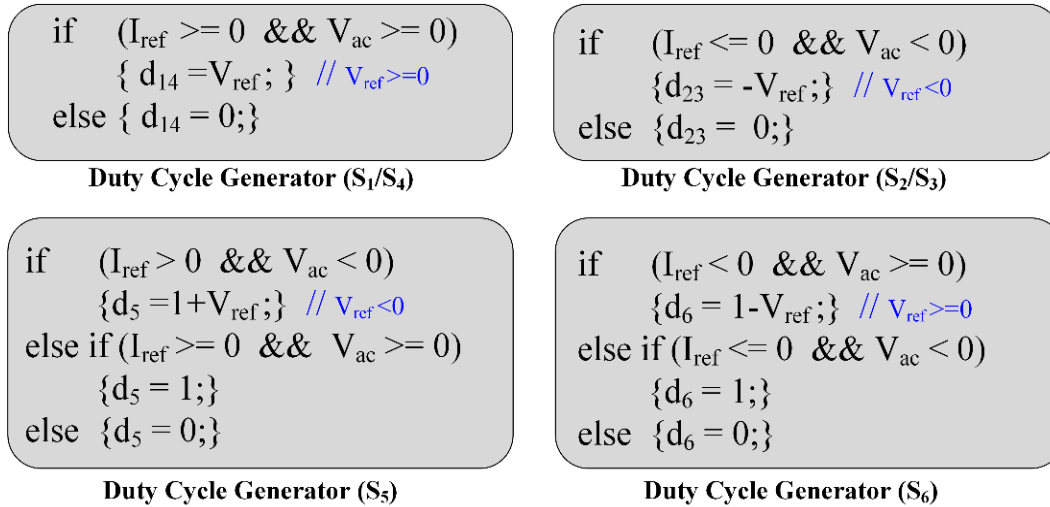 if (Iref >= 0 && Vac >= 0)
{ d14 =Vref ; } // Vref>=0
else { d14 = 0;}
Duty Cycle Generator (S1/S4)
if (Iref <= 0 && Vac < 0)
{d23 = -Vref ;} // Vref<0
else {d23 = 0;}
Duty Cycle Generator (S2/S3)
if (Iref > 0 && Vac < 0)
{d5 =1+Vref ;} // Vref<0
else if (Iref >= 0 && Vac >= 0)
{d5 = 1;}
else {d5 = 0;}
Duty Cycle Generator (S5)
if (Iref < 0 && Vac >= 0)
{d6 = 1-Vref ;} // Vref>=0
else if (Iref <= 0 && Vac < 0)
{d6 = 1;}
else {d6 = 0;}
Duty Cycle Generator (S6)